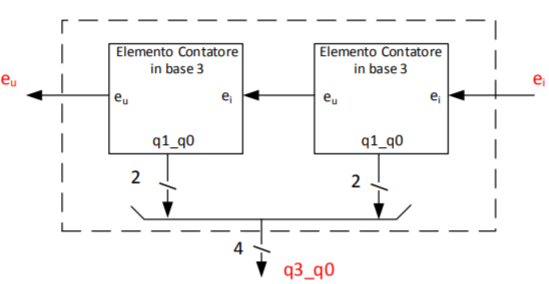 Elemento Contatore
in base 3
Elemento Contatore
in base 3
eu
eu
ei
eu
ei
ei
q1_q0
q1_q0
2
2
4
q3_q0